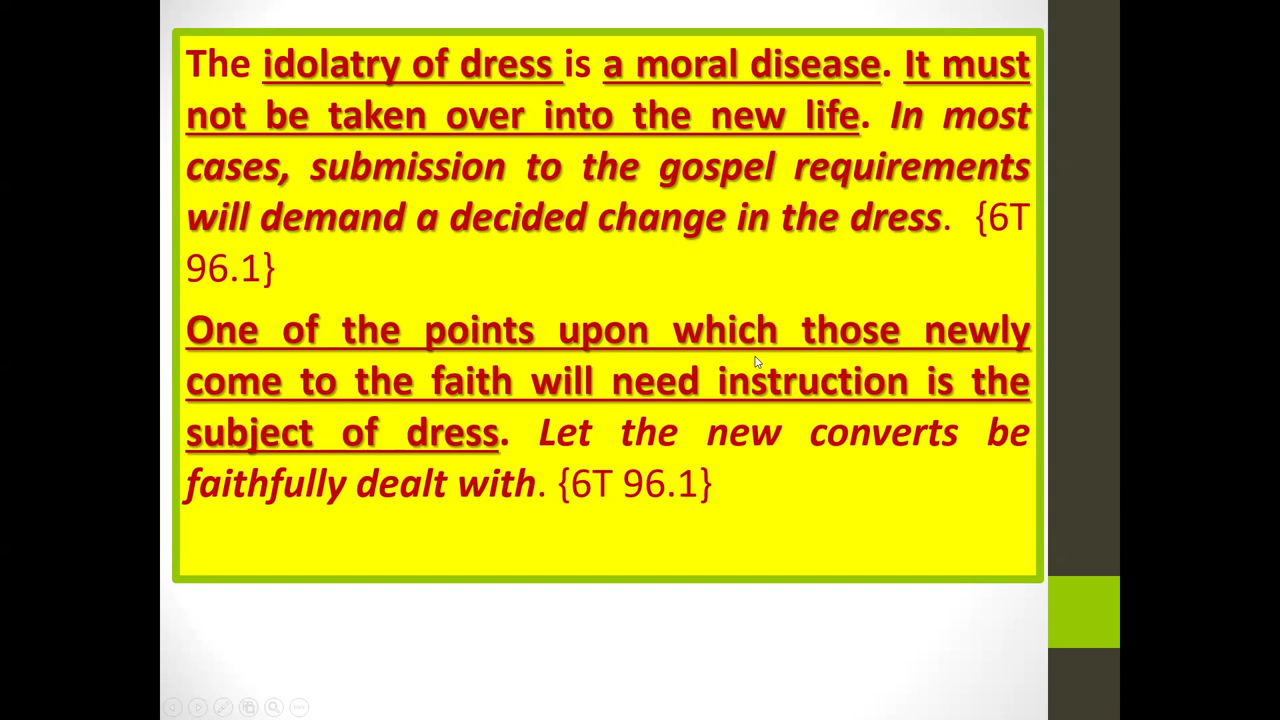 The idolatry of dress is a moral disease. It must
not be taken over into the new life. In most
cases, submission to the gospel requirements
will demand a decided change in the dress. {6T
96.1}
One of the points upon which those newly
come to the faith will need instruction is the
subject of dress. Let the new converts be
faithfully dealt with. {6T 96.1}